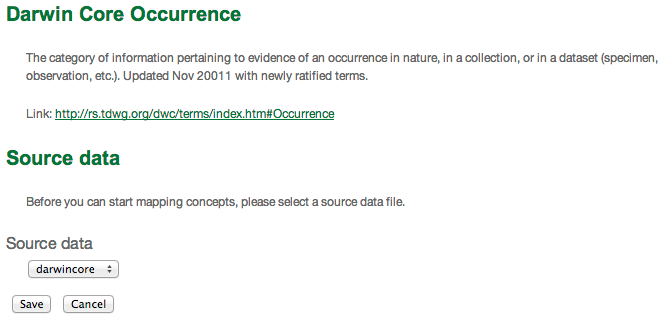 Darwin Core Occurrence
The category of information pertaining to evidence of an occurrence in nature, in a collection, or in a dataset (specimen,
observation, etc.). Updated Nov 20011 with newly ratified terms.
Link: http://rs.tdwg.org/dwc/terms/index.htm#Occurrence
Source data
Before you can start mapping concepts, please select a source data file.
Source data
darwincore
Save Cancel